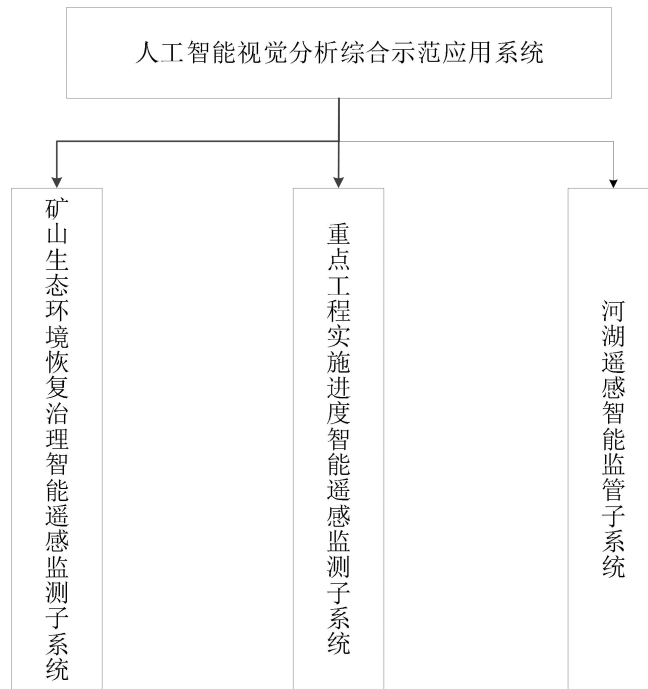 人工智能视觉分析综合示范应用系统
矿山生态环境恢复治理智能遥感监测子系统
重点工程实施进度智能遥感监测子系统
河湖遥感智能监管子系统